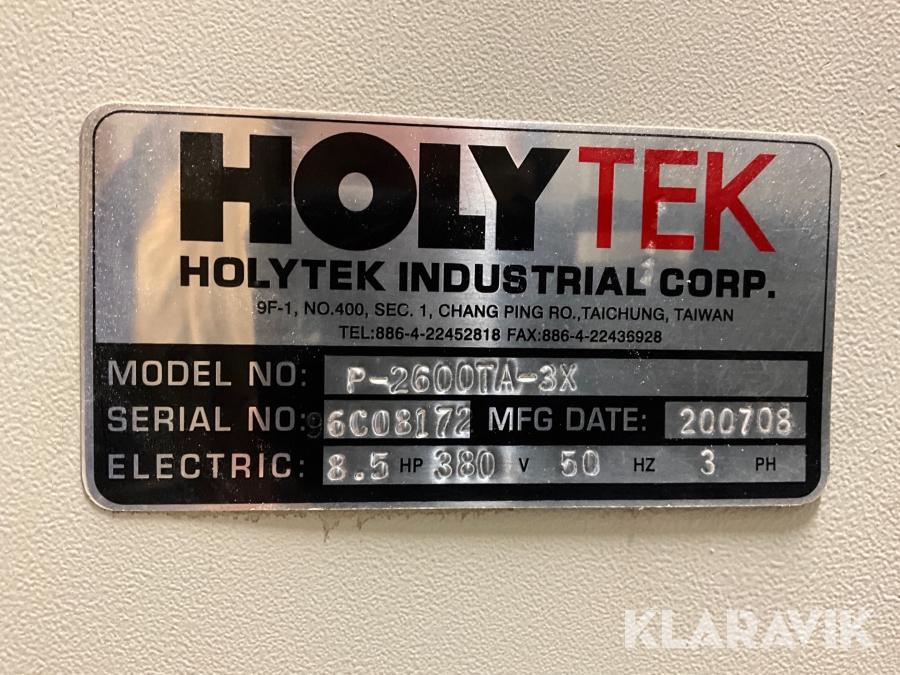 HOLYTEK
HOLYTEK INDUSTRIAL CORP.
9F-1, NO.400, SEC. 1, CHANG PING RO.,TAICHUNG, TAIWAN
TEL:886-4-22452818 FAX:886-4-22436928
MODEL NO: P-2600TA-3X
SERIAL NO: 96C08172 MFG DATE: 200708
ELECTRIC: 8.5 HP 380 V 50 HZ 3 PH
KLARAVIK